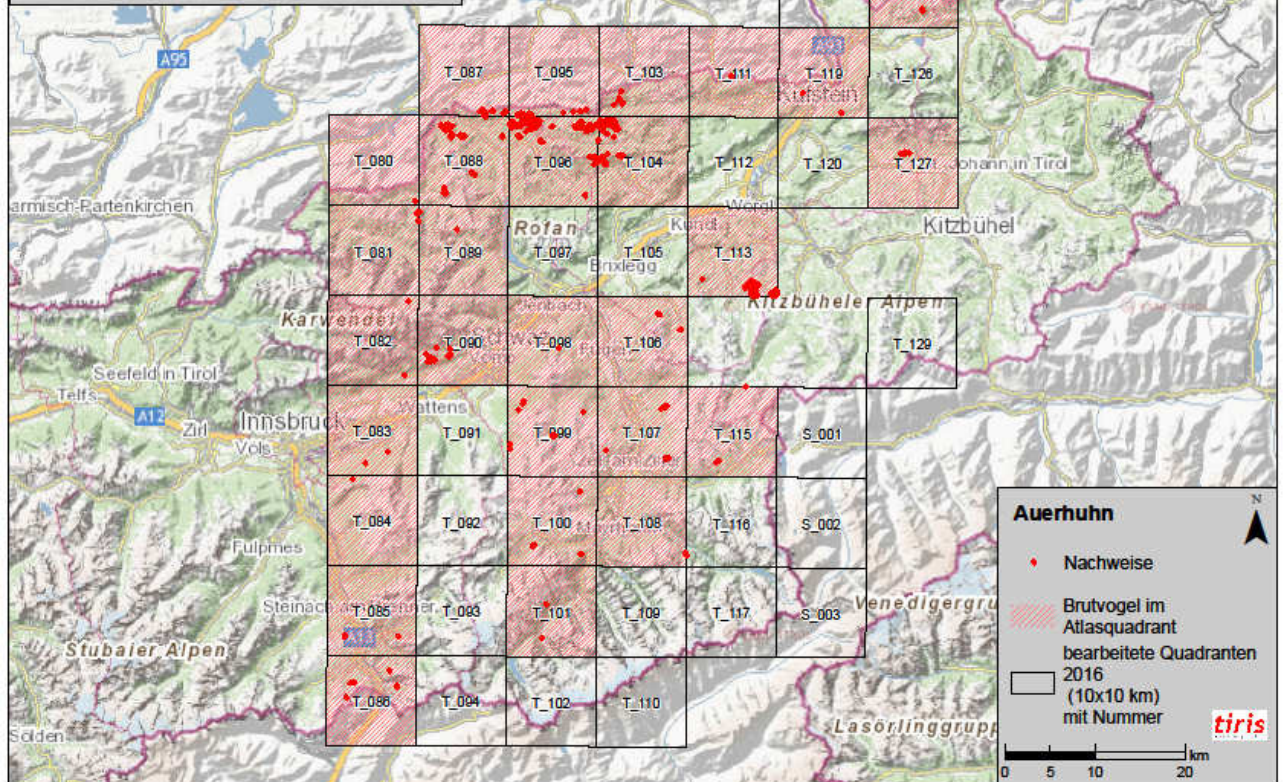 A95
A93
T_087
T_095
T_103
T_111
T_119
T_126
Kufstein
T_080
T_088
T_096
T_104
T_112
T_120
T_127
Johann in Tirol
armisch-Partenkirchen
Wörgl
Rofan
Kundl
Kitzbühel
T_081
T_089
T_097
T_105
T_113
Brixlegg
Kitzbüheler Alpen
Karwendel
Jenbach
T_082
T_090
T_098
T_106
T_129
Seefeld in Tirol
Telfs
A12
Zirl
Innsbruck
Völs
Wattens
T_083
T_091
T_099
T_107
T_115
S_001
T_084
T_092
T_100
T_108
T_116
S_002
Fulpmes
T_085
T_093
T_101
T_109
T_117
S_003
Venedigergru
A13
Stubaier Alpen
T_086
T_094
T_102
T_110
Sölden
Lasörlinggrupp
Auerhuhn
N
Nachweise
Brutvogel im
Atlasquadrant
bearbeitete Quadranten
2016
(10x10 km)
mit Nummer
tiris
km
0 5 10 20